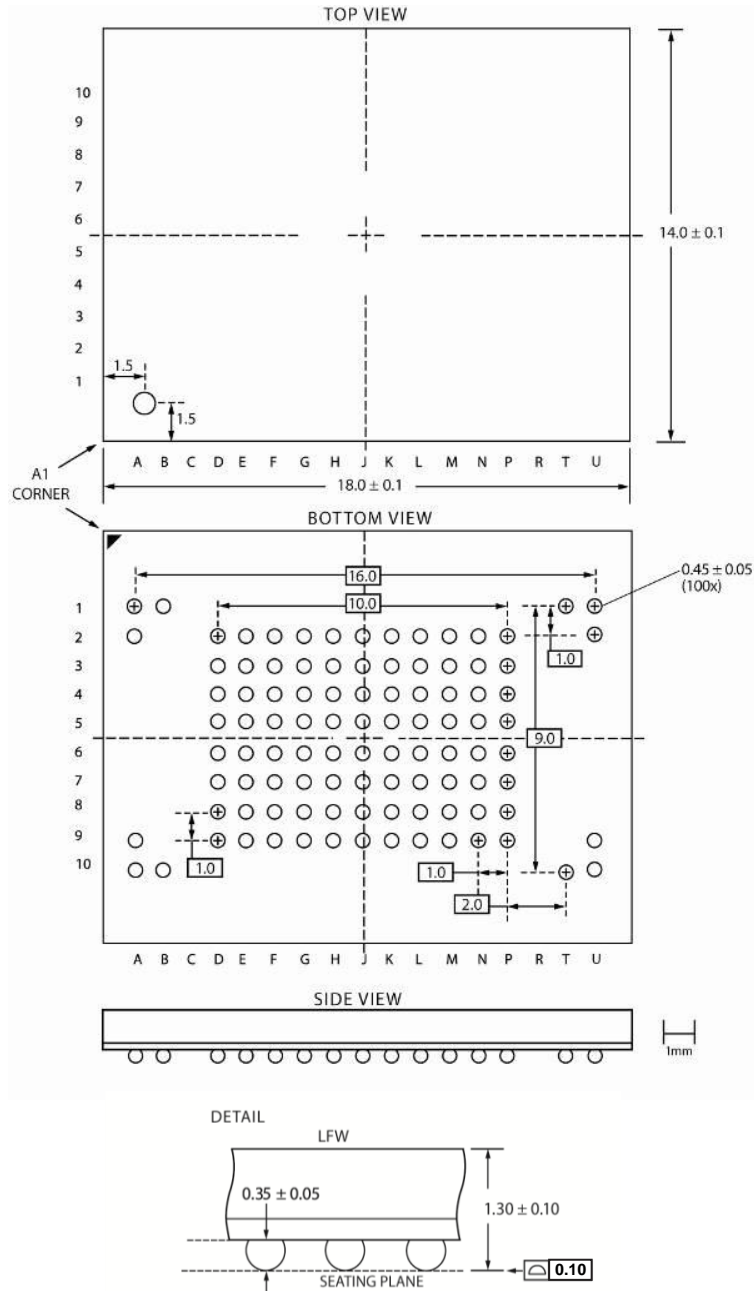 TOP VIEW
10
9
8
7
6
5
4
3
2
1
14.0 ± 0.1
1.5
1.5
A B C D E F G H J K L M N P R T U
A1
CORNER
18.0 ± 0.1
BOTTOM VIEW
16.0
0.45 ± 0.05
(100x)
10.0
1
2
1.0
3
4
5
9.0
6
7
8
9
1.0
10
1.0
2.0
A B C D E F G H J K L M N P R T U
SIDE VIEW
1mm
DETAIL
LFW
0.35 ± 0.05
1.30 ± 0.10
SEATING PLANE
0.10